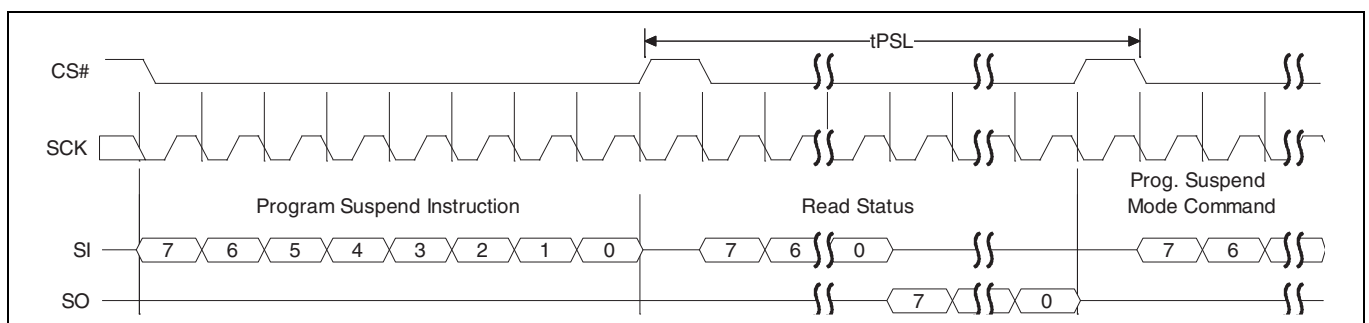 tPSL
CS#
SCK
Prog. Suspend
Program Suspend Instruction Read Status Mode Command
SI 7 6 5 4 3 2 1 0 7 6 0 7 6
SO 7 0